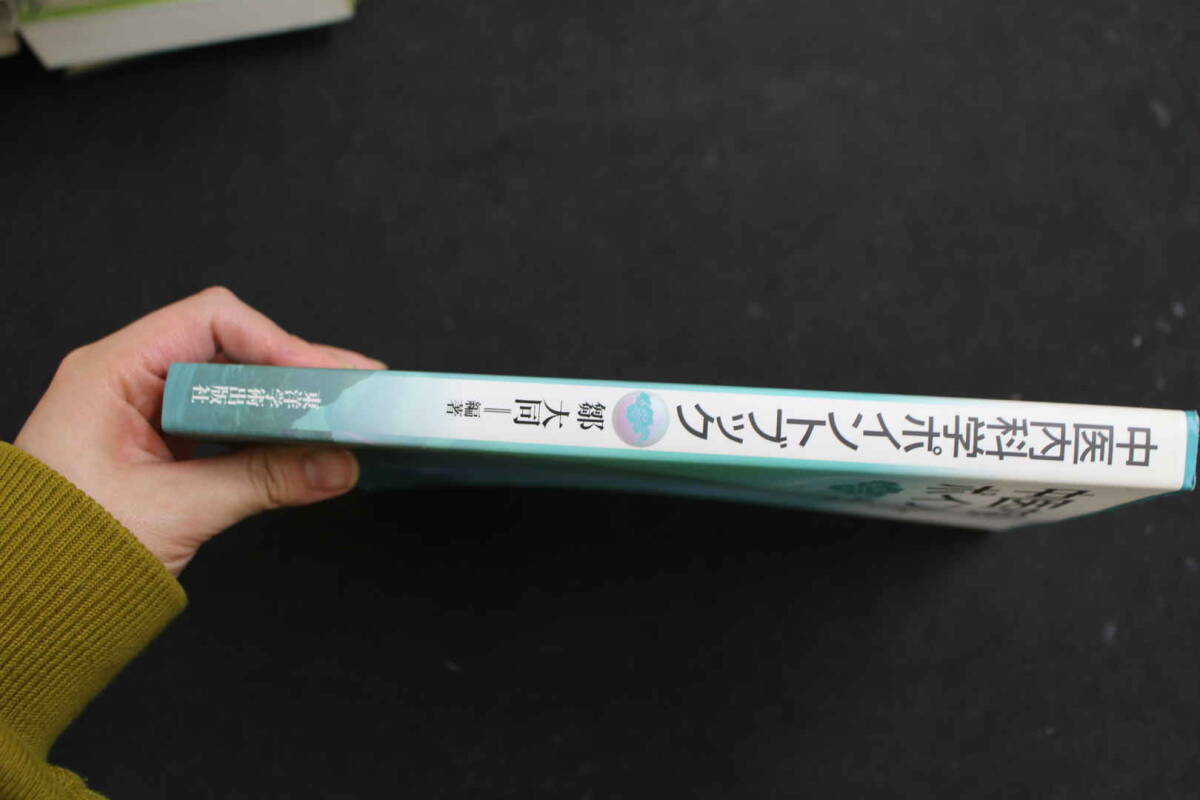 中医内科学ポイントブック
鄒 大同=編著
東洋学術出版社